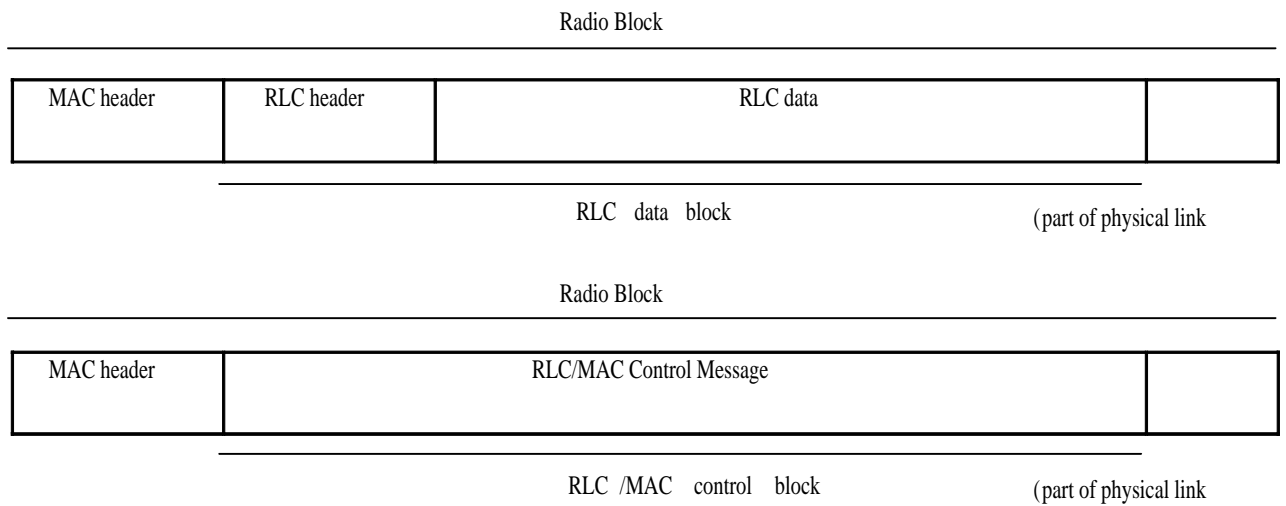 Radio Block
MAC header RLC header RLC data
RLC data block (part of physical link
Radio Block
MAC header RLC/MAC Control Message
RLC /MAC control block (part of physical link